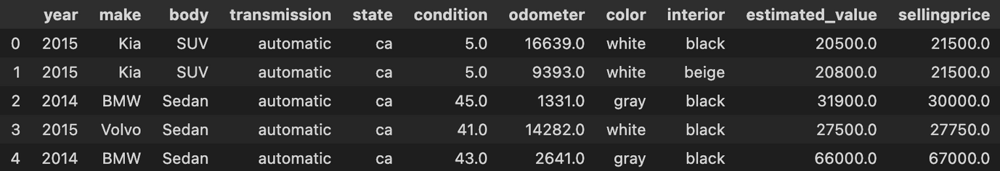 year make body transmission state condition odometer color interior estimated_value sellingprice
0 2015 Kia SUV automatic ca 5.0 16639.0 white black 20500.0 21500.0
1 2015 Kia SUV automatic ca 5.0 9393.0 white beige 20800.0 21500.0
2 2014 BMW Sedan automatic ca 45.0 1331.0 gray black 31900.0 30000.0
3 2015 Volvo Sedan automatic ca 41.0 14282.0 white black 27500.0 27750.0
4 2014 BMW Sedan automatic ca 43.0 2641.0 gray black 66000.0 67000.0